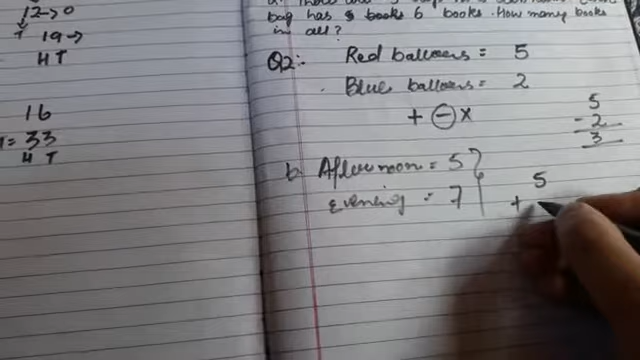 12→0
T 19→
H T
16
= 33
H T
bag has books 6 books. How many books
in all?
Q2:- Red balloons = 5
Blue balloons = 2
+ - x
5
- 2
3
b. Afternoon = 5
Evening = 7
5
+